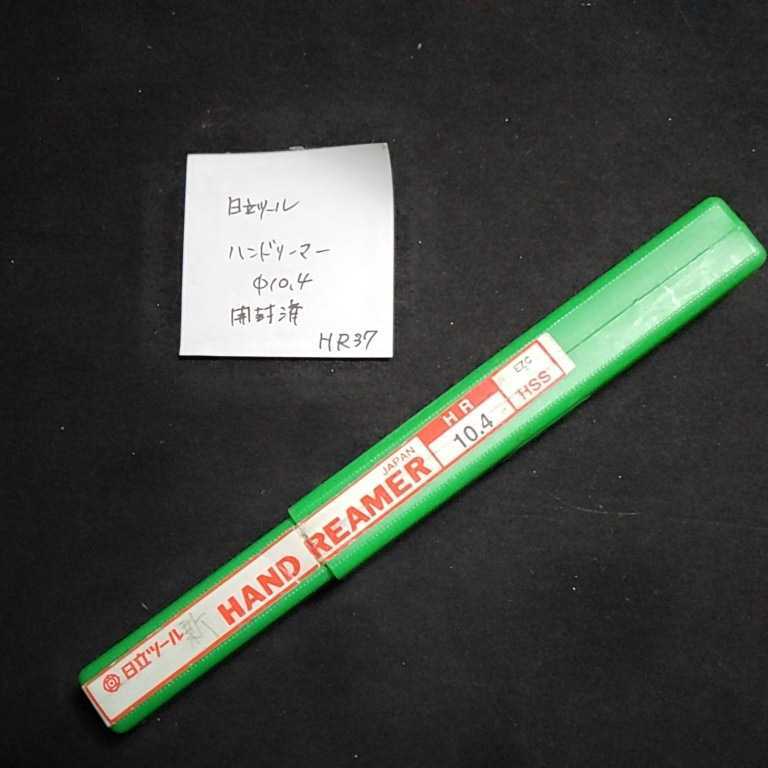 日立ツール
ハンドリーマー
φ10.4
開封済
HR37
日立ツール
新
HAND REAMER
JAPAN
HR
10.4
EZC
HSS